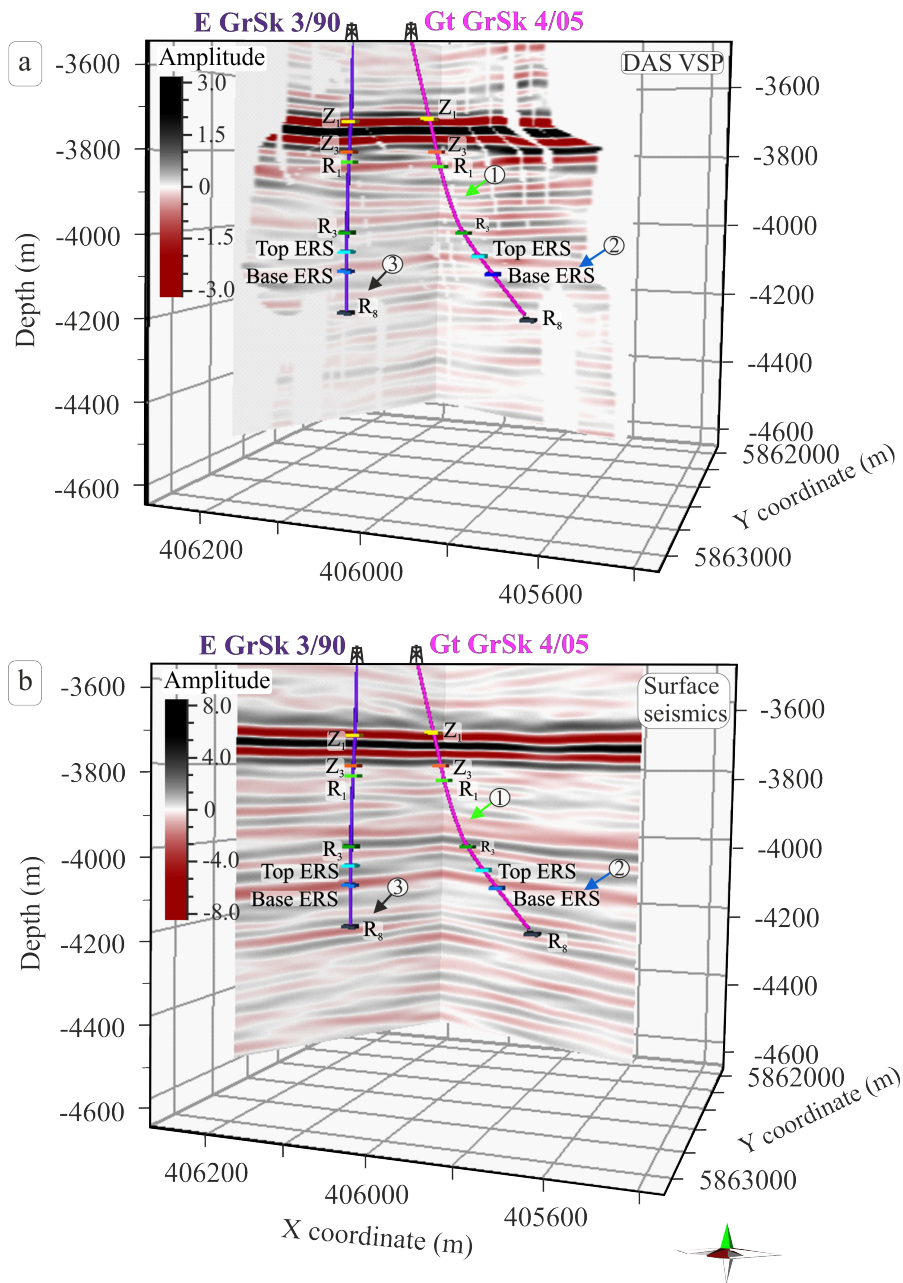 E GrSk 3/90 Gt GrSk 4/05
a
Amplitude
DAS VSP
3.0
1.5
0
-1.5
-3.0
-3600
-3800
-4000
-4200
-4400
-4600
Depth (m)
Z1
Z3
R1
R3
Top ERS
Base ERS
R8
Z1
Z3
R1
R3
Top ERS
Base ERS
R8
1
2
3
-3600
-3800
-4000
-4200
-4400
-4600
5862000
5863000
Y coordinate (m)
406200
406000
405600
E GrSk 3/90 Gt GrSk 4/05
b
Amplitude
Surface
seismics
8.0
4.0
0
-4.0
-8.0
-3600
-3800
-4000
-4200
-4400
-4600
Depth (m)
Z1
Z3
R1
R3
Top ERS
Base ERS
R8
Z1
Z3
R1
R3
Top ERS
Base ERS
R8
1
2
3
-3600
-3800
-4000
-4200
-4400
-4600
5862000
5863000
Y coordinate (m)
406200
406000
405600
X coordinate (m)